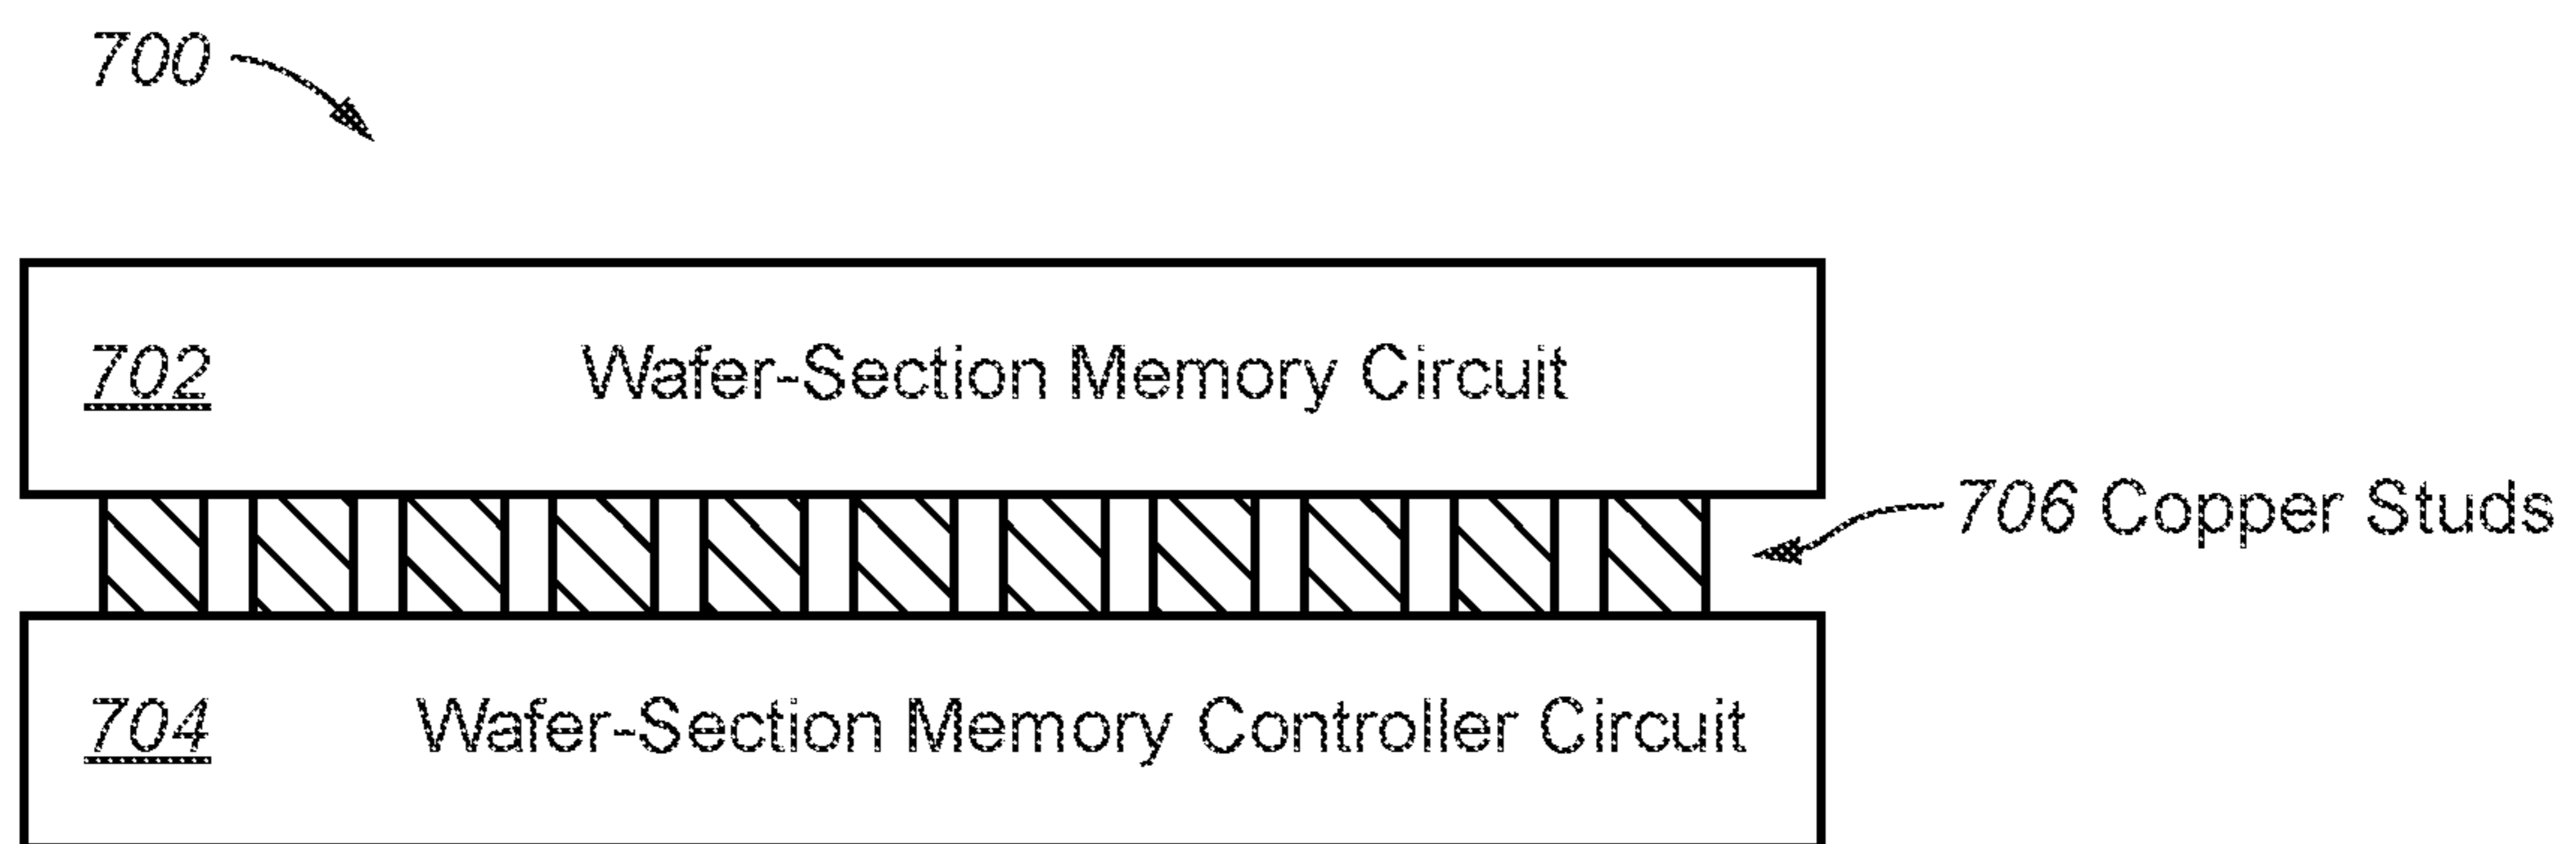 700
702 Wafer-Section Memory Circuit
706 Copper Studs
704 Wafer-Section Memory Controller Circuit